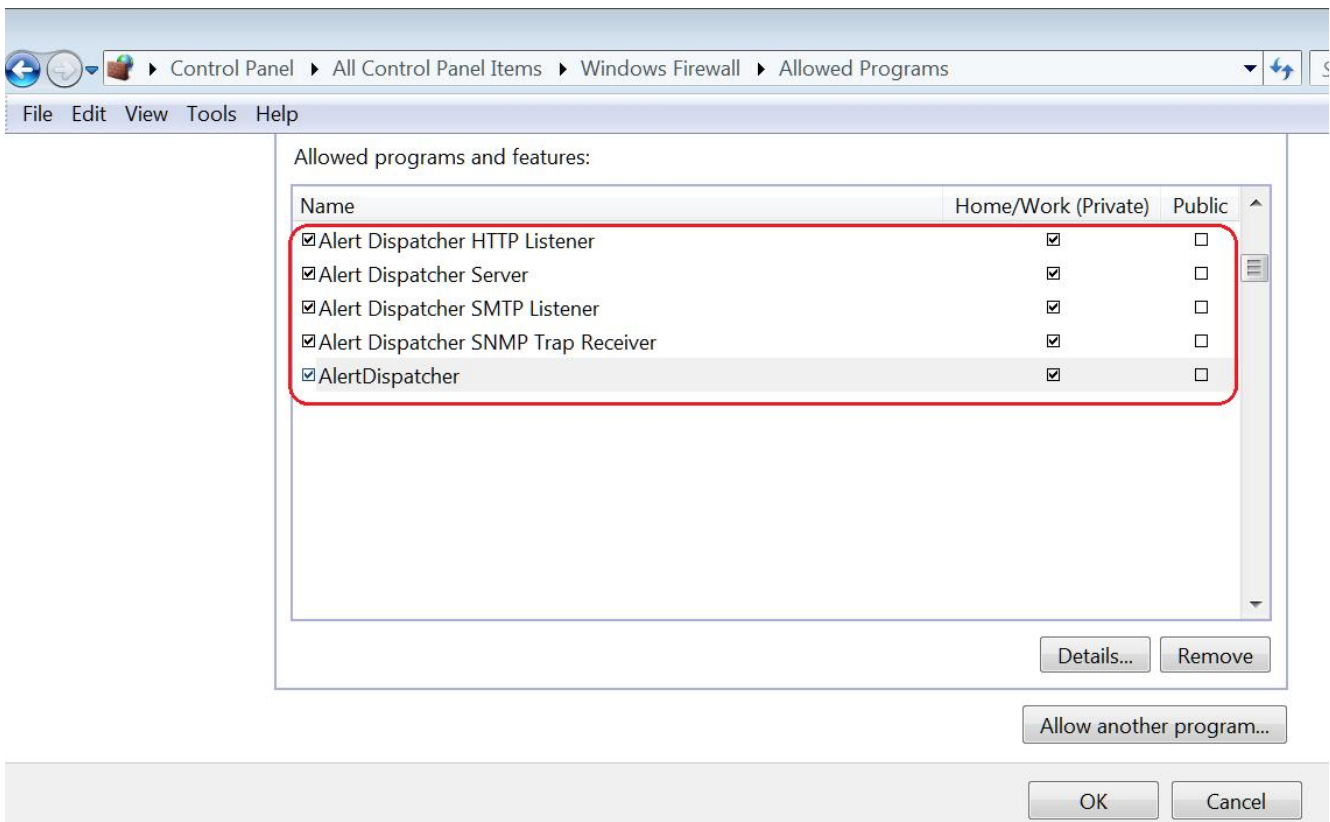 Control Panel All Control Panel Items Windows Firewall Allowed Programs
File Edit View Tools Help
Allowed programs and features:
Name Home/Work (Private) Public
Alert Dispatcher HTTP Listener
Alert Dispatcher Server
Alert Dispatcher SMTP Listener
Alert Dispatcher SNMP Trap Receiver
AlertDispatcher
Details... Remove
Allow another program...
OK Cancel